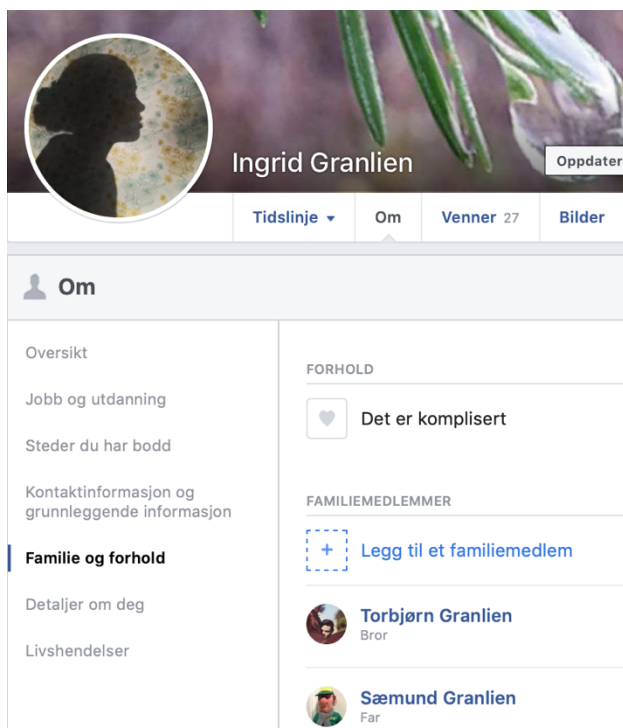 Ingrid Granlien
Oppdater
Tidslinje
Om
Venner 27
Bilder
Om
Oversikt
Jobb og utdanning
Steder du har bodd
Kontaktinformasjon og
grunnleggende informasjon
Familie og forhold
Detaljer om deg
Livshendelser
FORHOLD
Det er komplisert
FAMILIEMEDLEMMER
+ Legg til et familiemedlem
Torbjørn Granlien
Bror
Sæmund Granlien
Far